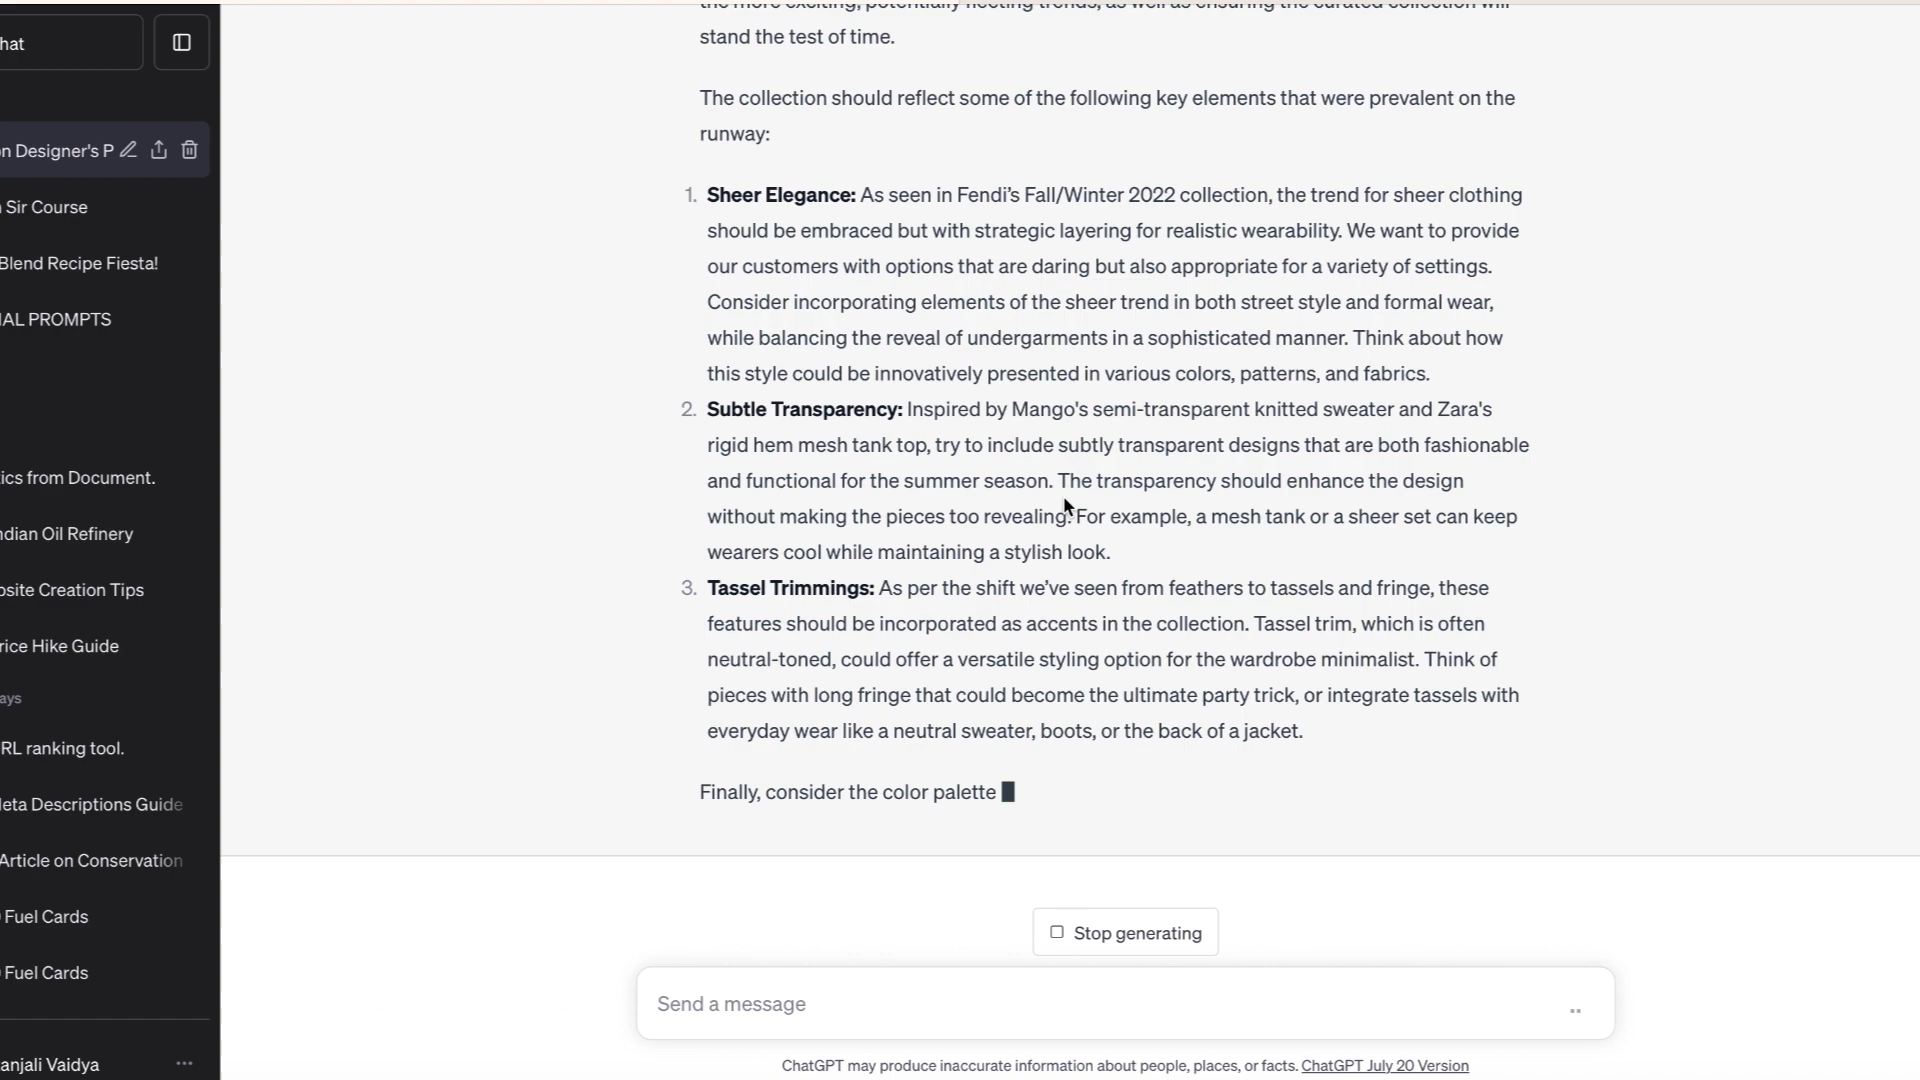 hat
n Designer's P
Sir Course
Blend Recipe Fiesta!
IAL PROMPTS
ics from Document.
ndian Oil Refinery
osite Creation Tips
rice Hike Guide
ays
RL ranking tool.
Meta Descriptions Guide
Article on Conservation
Fuel Cards
Fuel Cards
anjali Vaidya
the more exciting, potentially fleeting trends, as well as ensuring the curated collection will
stand the test of time.
The collection should reflect some of the following key elements that were prevalent on the
runway:
1. Sheer Elegance: As seen in Fendi’s Fall/Winter 2022 collection, the trend for sheer clothing
should be embraced but with strategic layering for realistic wearability. We want to provide
our customers with options that are daring but also appropriate for a variety of settings.
Consider incorporating elements of the sheer trend in both street style and formal wear,
while balancing the reveal of undergarments in a sophisticated manner. Think about how
this style could be innovatively presented in various colors, patterns, and fabrics.
2. Subtle Transparency: Inspired by Mango's semi-transparent knitted sweater and Zara's
rigid hem mesh tank top, try to include subtly transparent designs that are both fashionable
and functional for the summer season. The transparency should enhance the design
without making the pieces too revealing. For example, a mesh tank or a sheer set can keep
wearers cool while maintaining a stylish look.
3. Tassel Trimmings: As per the shift we’ve seen from feathers to tassels and fringe, these
features should be incorporated as accents in the collection. Tassel trim, which is often
neutral-toned, could offer a versatile styling option for the wardrobe minimalist. Think of
pieces with long fringe that could become the ultimate party trick, or integrate tassels with
everyday wear like a neutral sweater, boots, or the back of a jacket.
Finally, consider the color palette
Stop generating
Send a message
ChatGPT may produce inaccurate information about people, places, or facts. ChatGPT July 20 Version